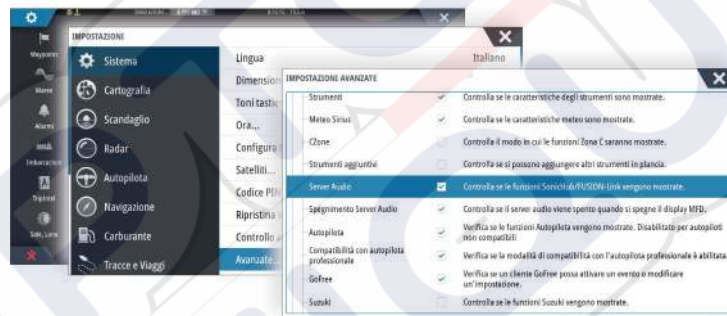 IMPOSTAZIONI
Sistema
Cartografia
Scandaglio
Radar
Autopilota
Navigazione
Carburante
Tracce e Viaggi
Lingua
Italiano
Ora...
Satelliti...
Codice PIN
Ripristina
Controllo
Avanzate...
Waypoint
Allarmi
Sole, Luna
IMPOSTAZIONI AVANZATE
Strumenti
Controlla se le caratteristiche degli strumenti sono mostrate.
Meteo Sirius
Controlla se le caratteristiche meteo sono mostrate.
CZone
Controlla il modo in cui le funzioni Zona C saranno mostrate.
Strumenti aggiuntivi
Controlla se si possono aggiungere altri strumenti in plancia.
Server Audio
Controlla se le funzioni SonicHub/FUSION-Link vengono mostrate.
Spegnimento Server Audio
Controlla se il server audio viene spento quando si spegne il display MFD.
Autopilota
Verifica se le funzioni Autopilota vengono mostrate. Disabilitato per autopiloti
non compatibili
Compatibilità con autopilota
professionale
Verifica se la modalità di compatibilità con l'autopilota professionale è abilitata.
GoFree
Verifica se un cliente GoFree possa attivare un evento o modificare
un'impostazione.
Suzuki
Controlla se le funzioni Suzuki vengono mostrate.